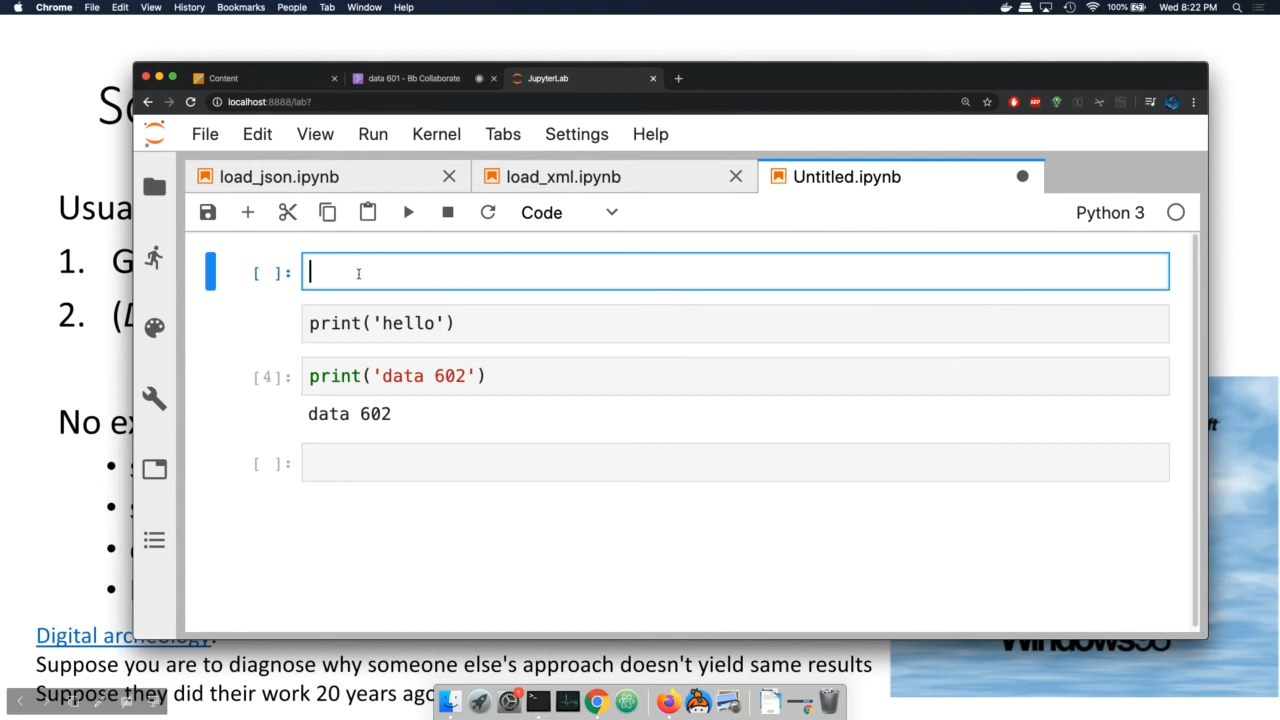 Chrome File Edit View History Bookmarks People Tab Window Help 100% Wed 8:22 PM
Content data 601 - Bb Collaborate JupyterLab
localhost:8888/lab?
File Edit View Run Kernel Tabs Settings Help
load_json.ipynb load_xml.ipynb Untitled.ipynb
Code Python 3
[ ]:
print('hello')
[4]: print('data 602')
data 602
[ ]:
1. G
2. (
No ex
Digital archeology
Suppose you are to diagnose why someone else's approach doesn't yield same results
Suppose they did their work 20 years ago